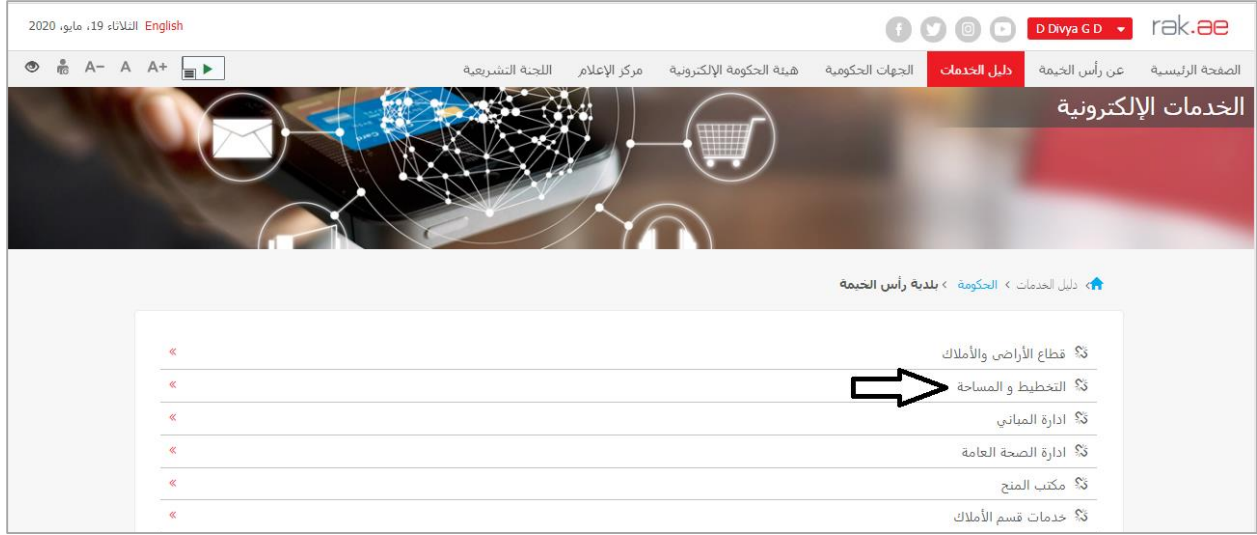 rak.ae
D Divya G D
English الثلاثاء 19، مايو، 2020
الصفحة الرئيسية
عن رأس الخيمة
دليل الخدمات
الجهات الحكومية
هيئة الحكومة الإلكترونية
مركز الإعلام
اللجنة التشريعية
A+ A A-
الخدمات الإلكترونية
دليل الخدمات › الحكومة › بلدية رأس الخيمة
قطاع الأراضي والأملاك
التخطيط و المساحة
ادارة المباني
ادارة الصحة العامة
مكتب المنح
خدمات قسم الأملاك